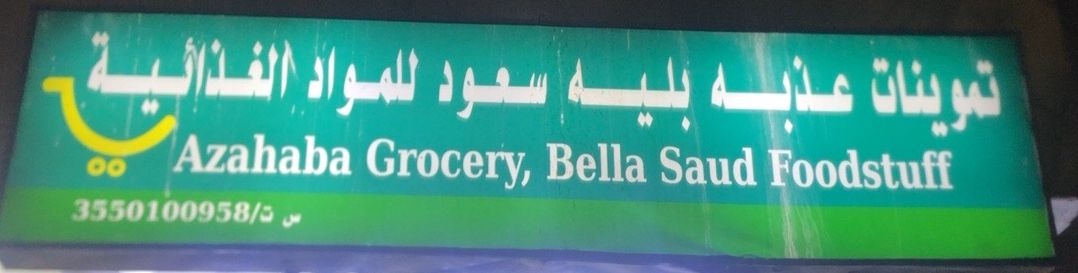 تموينات عذبه بليه سعود للمواد الغذائية
Azahaba Grocery, Bella Saud Foodstuff
س ت/3550100958